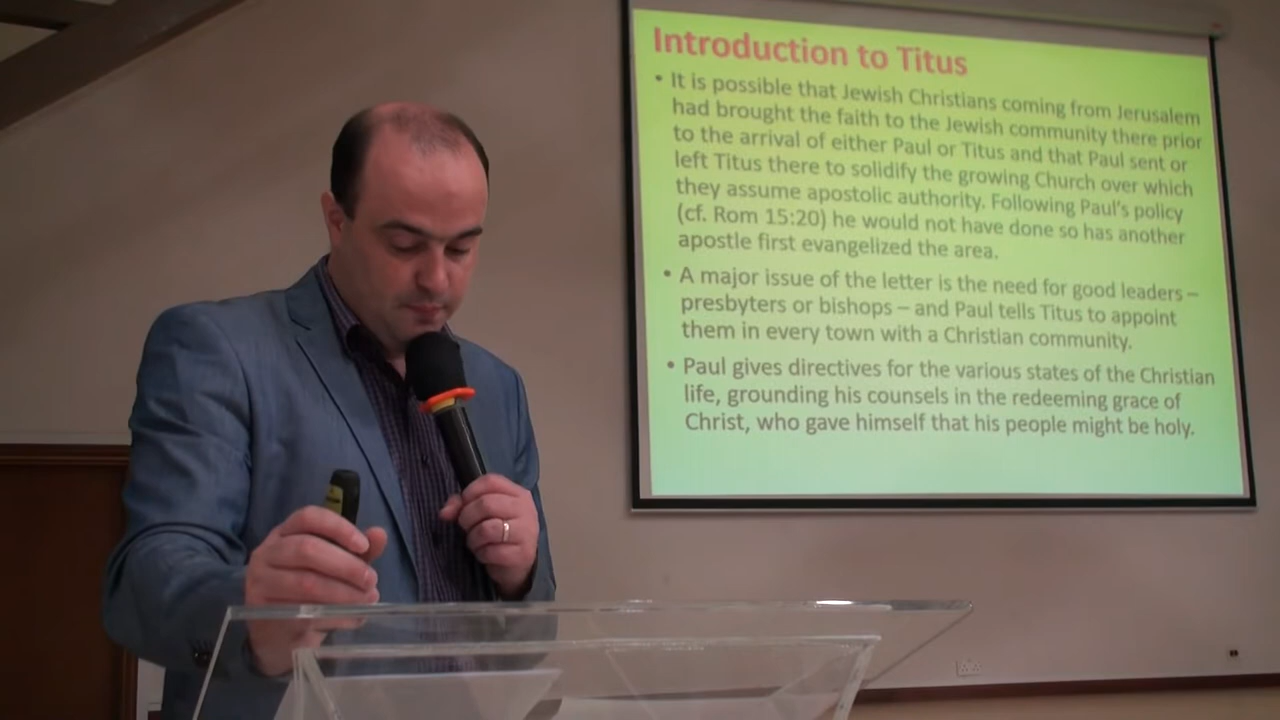 Introduction to Titus
• It is possible that Jewish Christians coming from Jerusalem
had brought the faith to the Jewish community there prior
to the arrival of either Paul or Titus and that Paul sent or
left Titus there to solidify the growing Church over which
they assume apostolic authority. Following Paul's policy
(cf. Rom 15:20) he would not have done so has another
apostle first evangelized the area.
• A major issue of the letter is the need for good leaders –
presbyters or bishops – and Paul tells Titus to appoint
them in every town with a Christian community.
• Paul gives directives for the various states of the Christian
life, grounding his counsels in the redeeming grace of
Christ, who gave himself that his people might be holy.